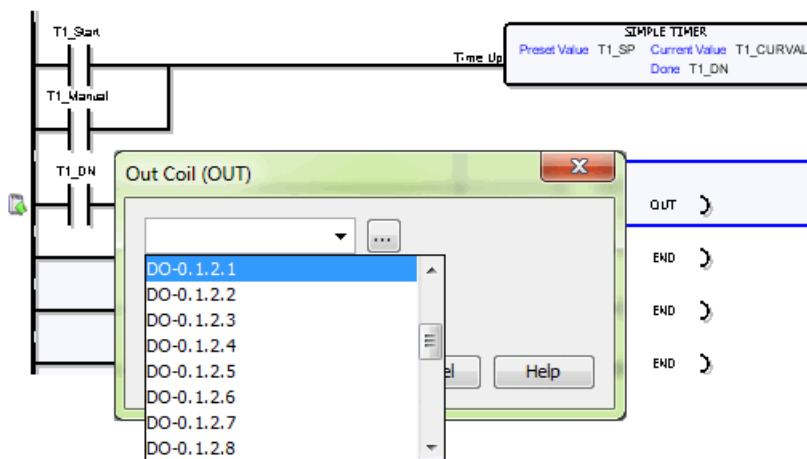 T1_Start
SIMPLE TIMER
Time Up
Preset Value T1_SP Current Value T1_CURVAL
Done T1_DN
T1_Manual
T1_DN
Out Coil (OUT)
OUT
...
DO-0.1.2.1
END
DO-0.1.2.2
DO-0.1.2.3
END
DO-0.1.2.4
DO-0.1.2.5
END
Help
DO-0.1.2.6
DO-0.1.2.7
DO-0.1.2.8